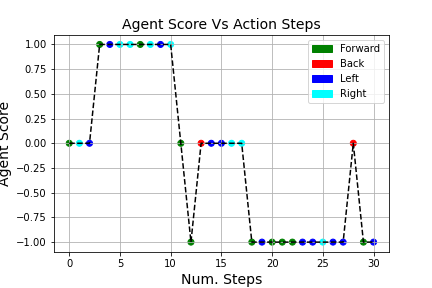 Agent Score Vs Action Steps
1.00
0.75
0.50
0.25
0.00
−0.25
−0.50
−0.75
−1.00
Agent Score
Forward
Back
Left
Right
0 5 10 15 20 25 30
Num. Steps